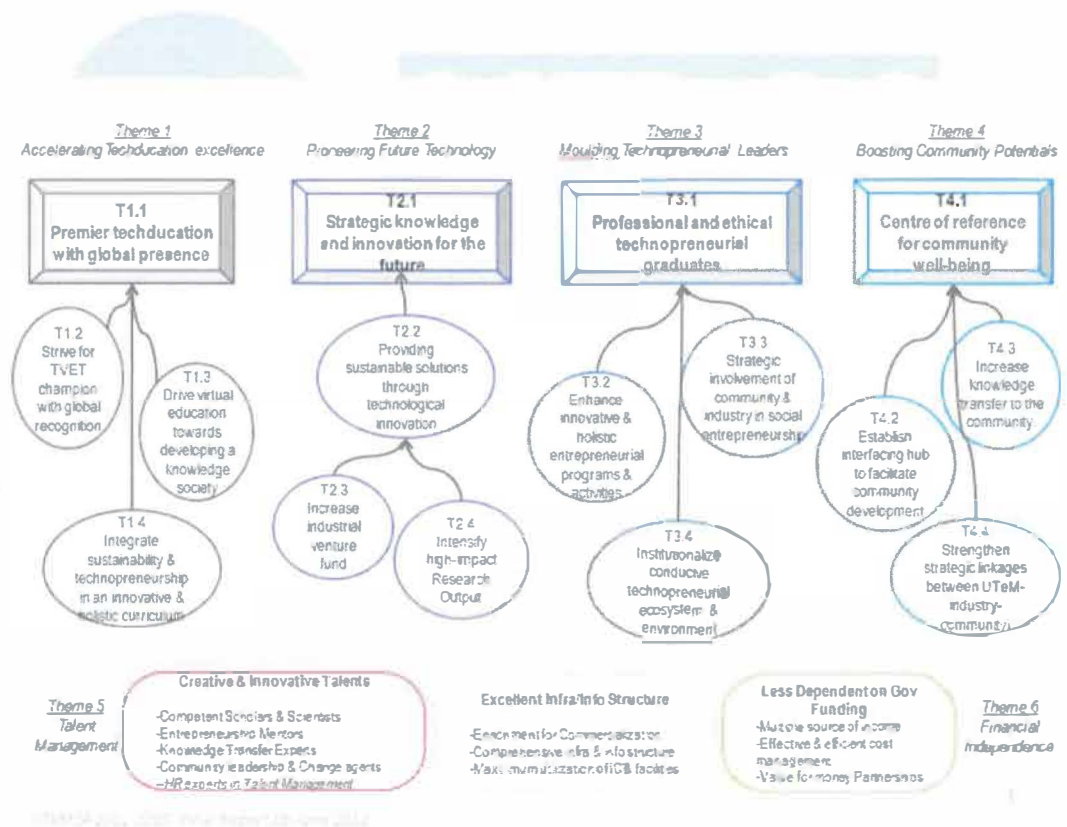 Theme 1
Accelerating Techducation excellence
Theme 2
Pioneering Future Technology
Theme 3
Moulding Technopreneurial Leaders
Theme 4
Boosting Community Potentials
T1.1
Premier techducation
with global presence
T2.1
Strategic knowledge
and innovation for the
future
T3.1
Professional and ethical
technopreneurial
graduates
T4.1
Centre of reference
for community
well-being
T1.2
Strive for
TVET
champion
with global
recognition
T1.3
Drive virtual
education
towards
developing a
knowledge
society
T1.4
Integrate
sustainability &
technopreneurship
in an innovative &
holistic curriculum
T2.2
Providing
sustainable solutions
through
technological
innovation
T2.3
Increase
industrial
venture
fund
T2.4
Intensify
high-impact
Research
Output
T3.2
Enhance
innovative &
holistic
entrepreneurial
programs &
activities
T3.3
Strategic
involvement of
community &
industry in social
entrepreneurship
T3.4
Institutionalize
conductive
technopreneurial
ecosystem &
environment
T4.2
Establish
interfacing hub
to facilitate
community
development
T4.3
Increase
knowledge
transfer to the
community
T4.4
Strengthen
strategic linkages
between UTeM-
industry-
community
Theme 5
Talent
Management
Creative & Innovative Talents
-Competent Scholars & Scientists
-Entrepreneurship Mentors
-Knowledge Transfer Experts
-Community leadership & Change agents
-HR experts in Talent Management
Excellent Infra/Info Structure
-Enrichment for Commercialization
-Comprehensive infra & infostructure
-Maximum utilization of ICT facilities
Less Dependent on Gov
Funding
-Multiple source of income
-Effective & efficient cost
management
-Value for money Partnerships
Theme 6
Financial
Independence